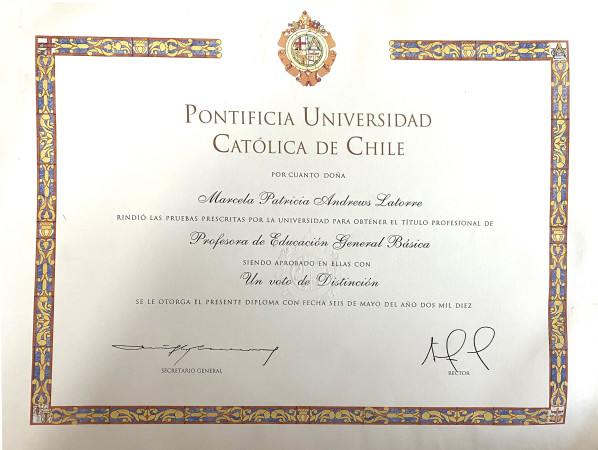 PONTIFICIA UNIVERSIDAD
CATÓLICA DE CHILE
POR CUANTO DOÑA
Marcela Patricia Andrews Latorre
RINDIÓ LAS PRUEBAS PRESCRITAS POR LA UNIVERSIDAD PARA OBTENER EL TÍTULO PROFESIONAL DE
Profesora de Educación General Básica
SIENDO APROBADO EN ELLAS CON
Un voto de Distinción
SE LE OTORGA EL PRESENTE DIPLOMA CON FECHA SEIS DE MAYO DEL AÑO DOS MIL DIEZ
SECRETARIO GENERAL
RECTOR